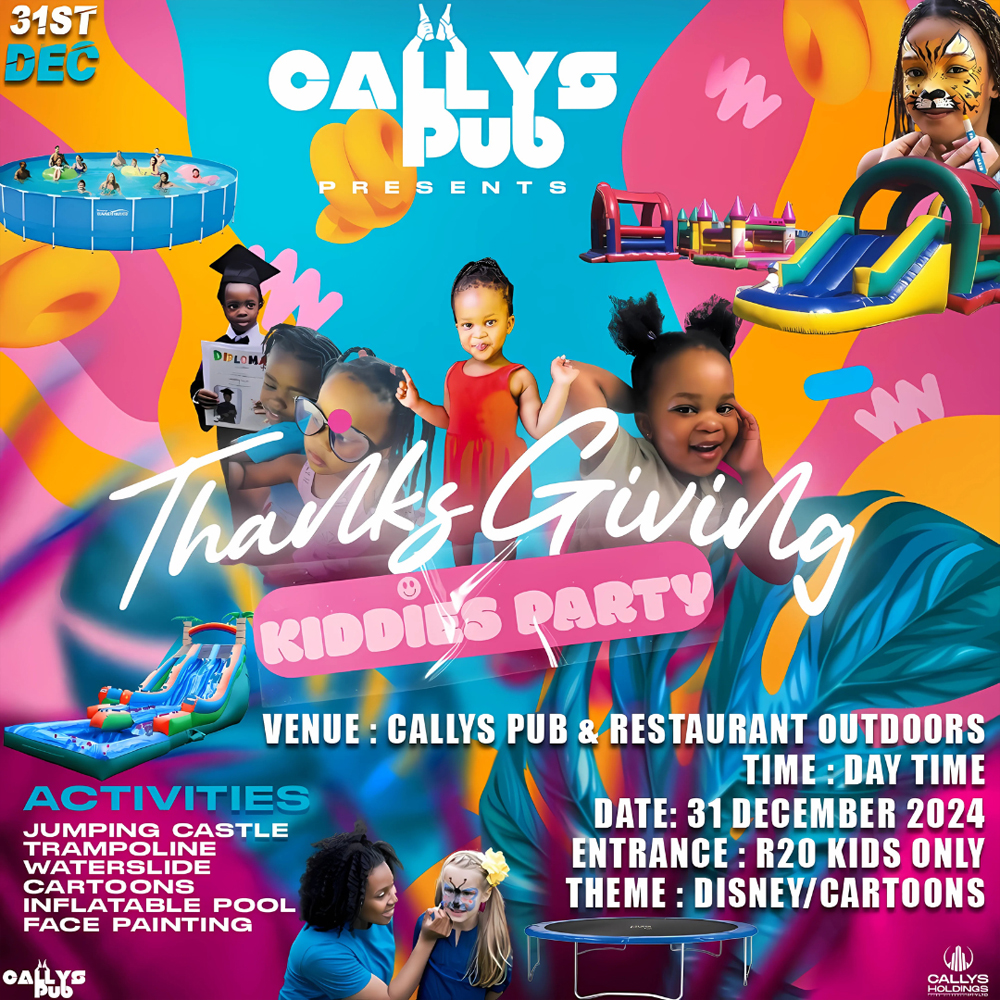 31ST
DEC
CALLYS
PUB
PRESENTS
DIPLOMA
Thanks Giving
KIDDIES PARTY
VENUE : CALLYS PUB & RESTAURANT OUTDOORS
TIME : DAY TIME
DATE: 31 DECEMBER 2024
ENTRANCE : R20 KIDS ONLY
THEME : DISNEY/CARTOONS
ACTIVITIES
JUMPING CASTLE
TRAMPOLINE
WATERSLIDE
CARTOONS
INFLATABLE POOL
FACE PAINTING
CALLYS
PUB
CALLYS
HOLDINGS